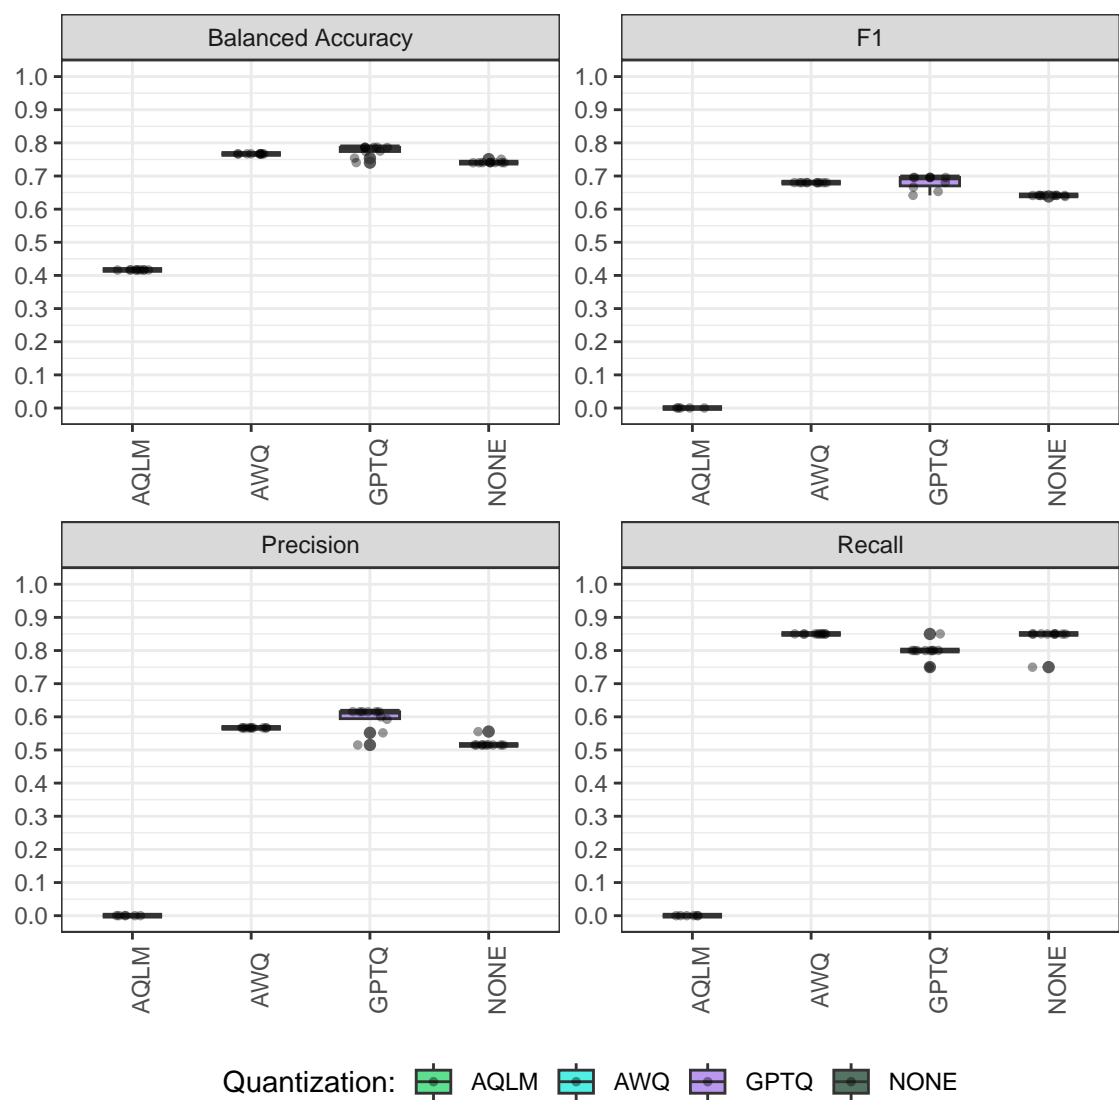 Balanced Accuracy
F1
1.0
0.9
0.8
0.7
0.6
0.5
0.4
0.3
0.2
0.1
0.0
1.0
0.9
0.8
0.7
0.6
0.5
0.4
0.3
0.2
0.1
0.0
AQLM
AWQ
GPTQ
NONE
AQLM
AWQ
GPTQ
NONE
Precision
Recall
1.0
0.9
0.8
0.7
0.6
0.5
0.4
0.3
0.2
0.1
0.0
1.0
0.9
0.8
0.7
0.6
0.5
0.4
0.3
0.2
0.1
0.0
AQLM
AWQ
GPTQ
NONE
AQLM
AWQ
GPTQ
NONE
Quantization: AQLM AWQ GPTQ NONE